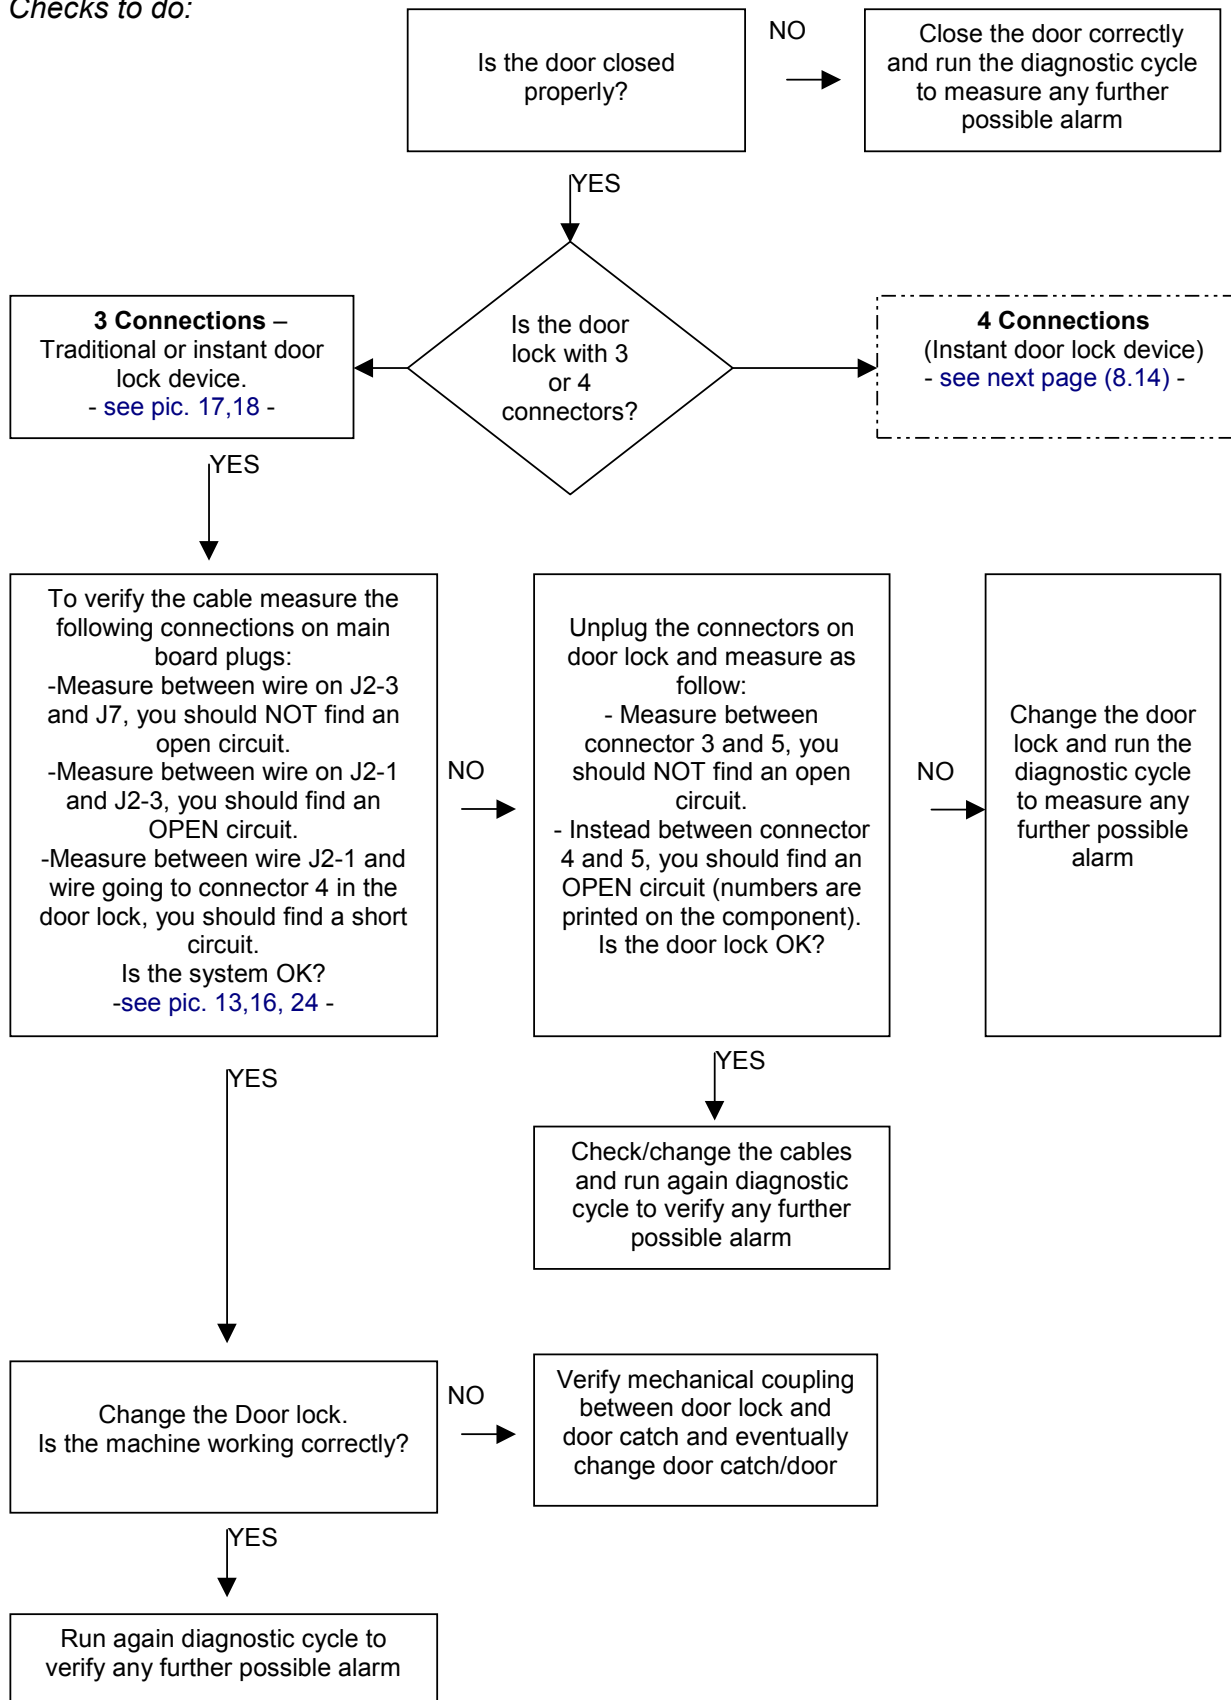 Checks to do:
Is the door closed
properly?
NO
Close the door correctly
and run the diagnostic cycle
to measure any further
possible alarm
YES
3 Connections –
Traditional or instant door
lock device.
- see pic. 17,18 -
Is the door
lock with 3
or 4
connectors?
4 Connections
(Instant door lock device)
- see next page (8.14) -
YES
To verify the cable measure the
following connections on main
board plugs:
-Measure between wire on J2-3
and J7, you should NOT find an
open circuit.
-Measure between wire on J2-1
and J2-3, you should find an
OPEN circuit.
-Measure between wire J2-1 and
wire going to connector 4 in the
door lock, you should find a short
circuit.
Is the system OK?
-see pic. 13,16, 24 -
NO
Unplug the connectors on
door lock and measure as
follow:
- Measure between
connector 3 and 5, you
should NOT find an open
circuit.
- Instead between connector
4 and 5, you should find an
OPEN circuit (numbers are
printed on the component).
Is the door lock OK?
NO
Change the door
lock and run the
diagnostic cycle
to measure any
further possible
alarm
YES
YES
Check/change the cables
and run again diagnostic
cycle to verify any further
possible alarm
Change the Door lock.
Is the machine working correctly?
NO
Verify mechanical coupling
between door lock and
door catch and eventually
change door catch/door
YES
Run again diagnostic cycle to
verify any further possible alarm